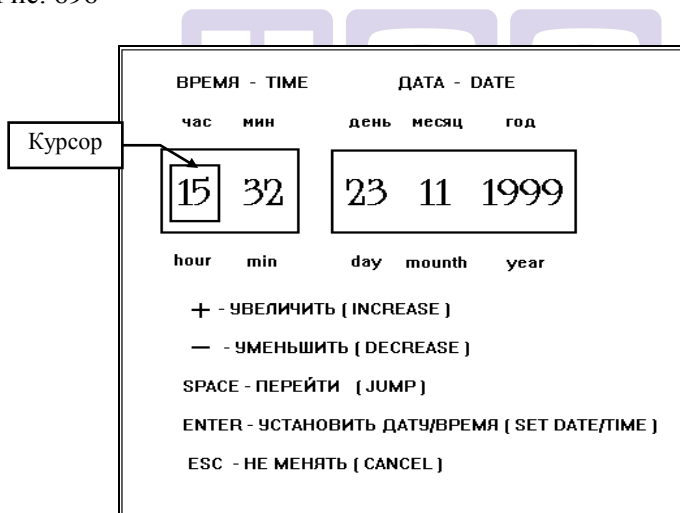 ВРЕМЯ - TIME ДАТА - DATE
час мин день месяц год
Курсор
15 32 23 11 1999
hour min day mounth year
+ - УВЕЛИЧИТЬ ( INCREASE )
— - УМЕНЬШИТЬ ( DECREASE )
SPACE - ПЕРЕЙТИ ( JUMP )
ENTER - УСТАНОВИТЬ ДАТУ/ВРЕМЯ ( SET DATE/TIME )
ESC - НЕ МЕНЯТЬ ( CANCEL )